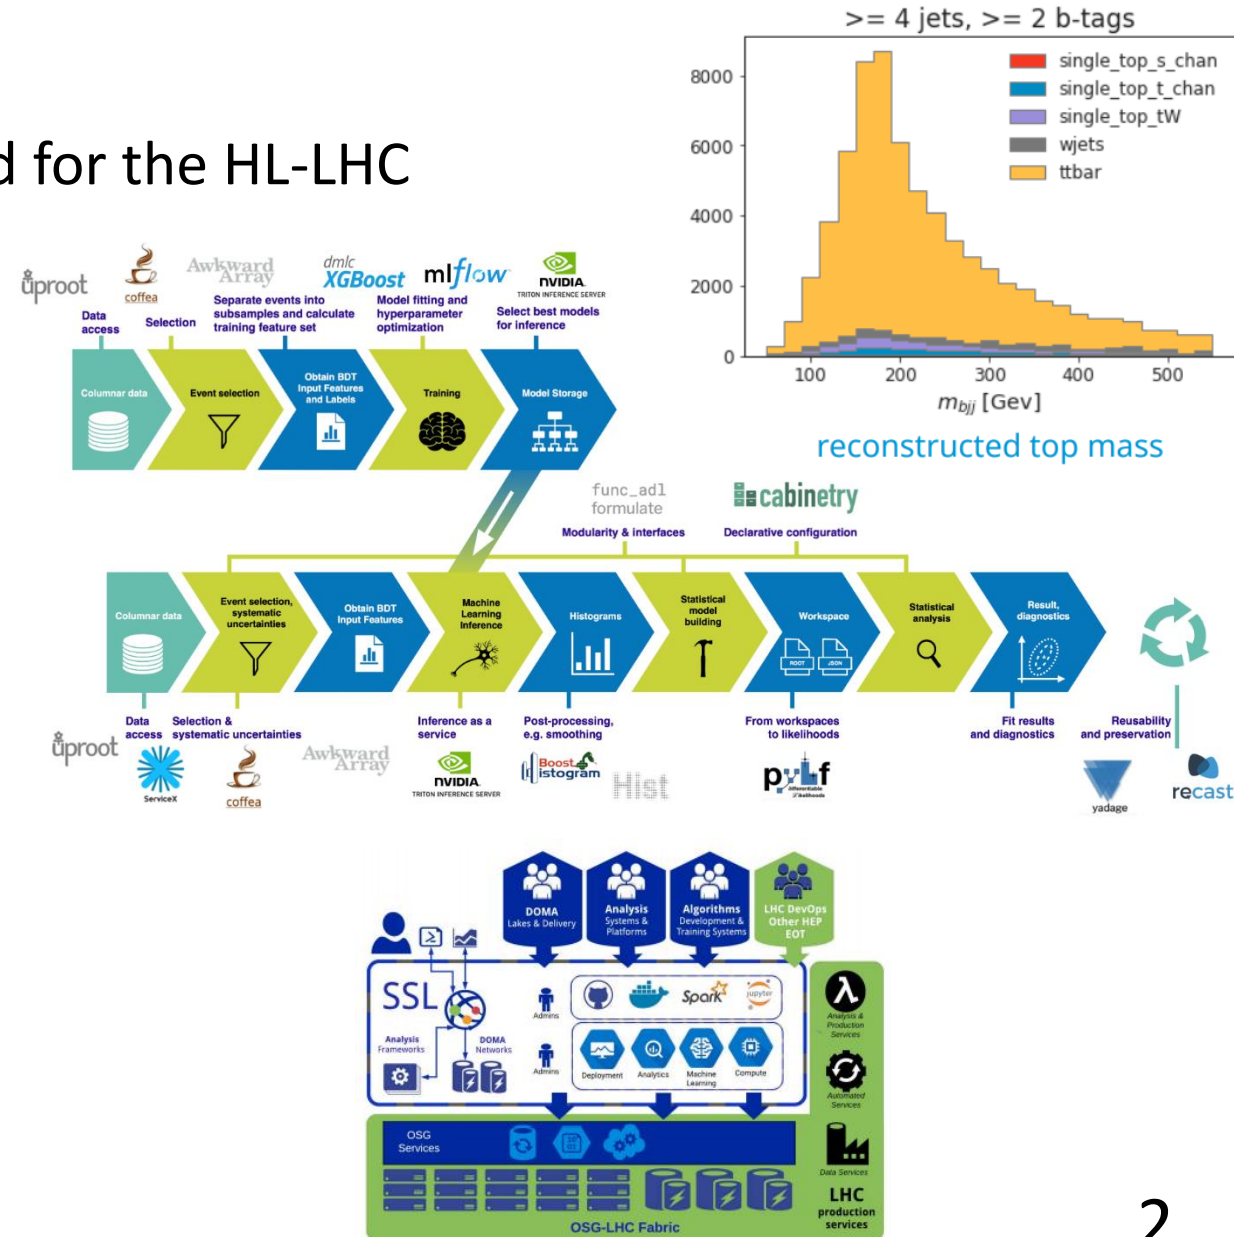 >= 4 jets, >= 2 b-tags
8000
6000
4000
2000
0
single_top_s_chan
single_top_t_chan
single_top_tW
wjets
ttbar
100 200 300 400 500
m_bjj [Gev]
reconstructed top mass
d for the HL-LHC
uproot
coffea
Awkward
Array
dmlc
XGBoost
mlflow
NVIDIA
TRITON INFERENCE SERVER
Data
access
Selection
Separate events into
subsamples and calculate
training feature set
Model fitting and
hyperparameter
optimization
Select best models
for inference
Columnar data
Event selection
Obtain BDT
Input Features
and Labels
Training
Model Storage
func_adl
formulate
cabinetry
Modularity & interfaces
Declarative configuration
Columnar data
Event selection,
systematic
uncertainties
Obtain BDT
Input Features
Machine
Learning
Inference
Histograms
Statistical
model
building
Workspace
ROOT
JSON
Statistical
analysis
Result,
diagnostics
Data
access
Selection &
systematic uncertainties
Inference as a
service
Post-processing,
e.g. smoothing
From workspaces
to likelihoods
Fit results
and diagnostics
Reusability
and preservation
uproot
ServiceX
coffea
Awkward
Array
NVIDIA
TRITON INFERENCE SERVER
Boost
Histogram
Hist
pyhf
differentiable
likelihoods
yadage
recast
DOMA
Lakes & Delivery
Analysis
Systems &
Platforms
Algorithms
Development &
Training Systems
LHC DevOps
Other HEP
EOT
SSL
Analysis
Frameworks
DOMA
Networks
Admins
Spark
jupyter
Admins
Deployment
Analytics
Machine
Learning
Compute
Analysis &
Production
Services
Automated
Services
Data Services
LHC
production
services
OSG
Services
OSG-LHC Fabric
2